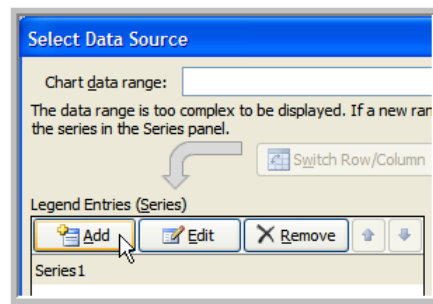 Select Data Source
Chart data range:
The data range is too complex to be displayed. If a new ran
the series in the Series panel.
Switch Row/Column
Legend Entries (Series)
Add Edit Remove
Series1